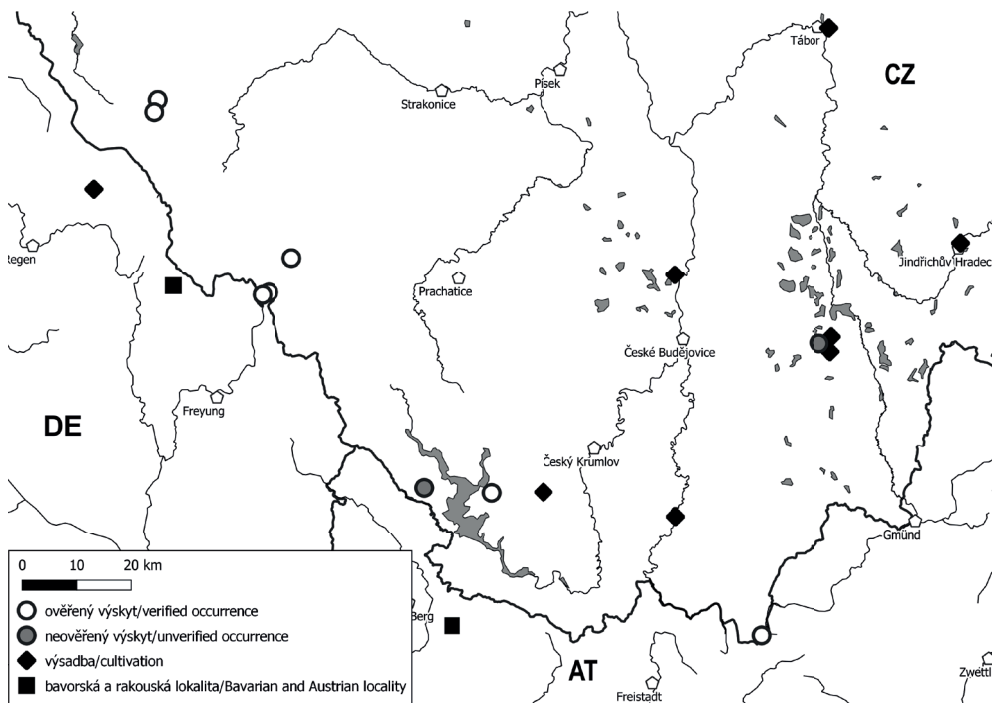 Tábor
CZ
Písek
Strakonice
Regen
Prachatice
Jindřichův Hradec
České Budějovice
Freyung
DE
Český Krumlov
Gmünd
0 10 20 km
ověřený výskyt/verified occurrence
neověřený výskyt/unverified occurrence
výsadba/cultivation
bavorská a rakouská lokalita/Bavarian and Austrian locality
Berg
AT
Freistadt
Zwettl